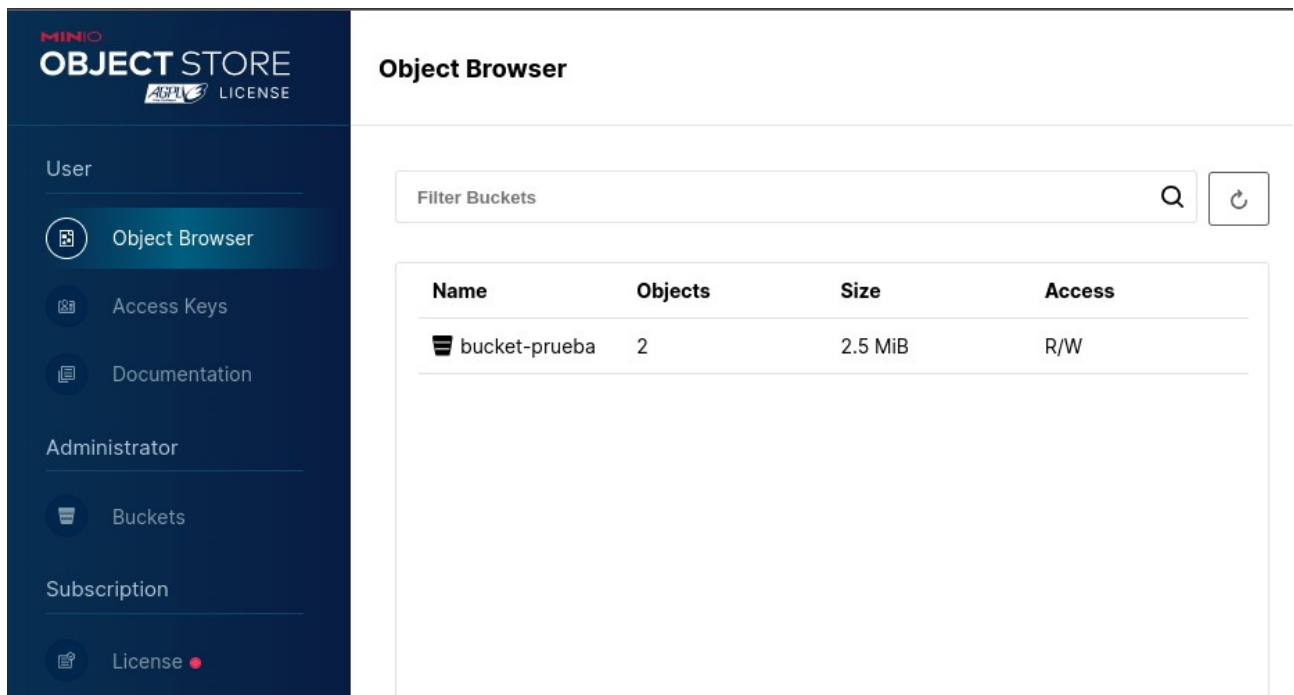 MINIO
OBJECT STORE
AGPLV3 LICENSE
Object Browser
User
Object Browser
Access Keys
Documentation
Administrator
Buckets
Subscription
License
Filter Buckets
Name Objects Size Access
bucket-prueba 2 2.5 MiB R/W